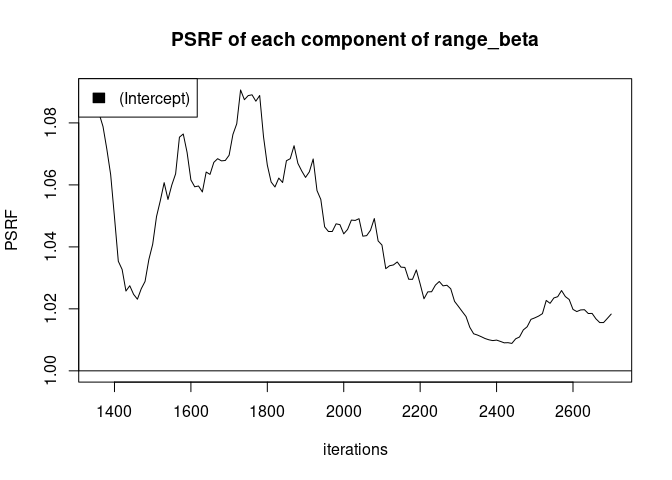 PSRF of each component of range_beta
(Intercept)
PSRF
1.08
1.06
1.04
1.02
1.00
1400 1600 1800 2000 2200 2400 2600
iterations